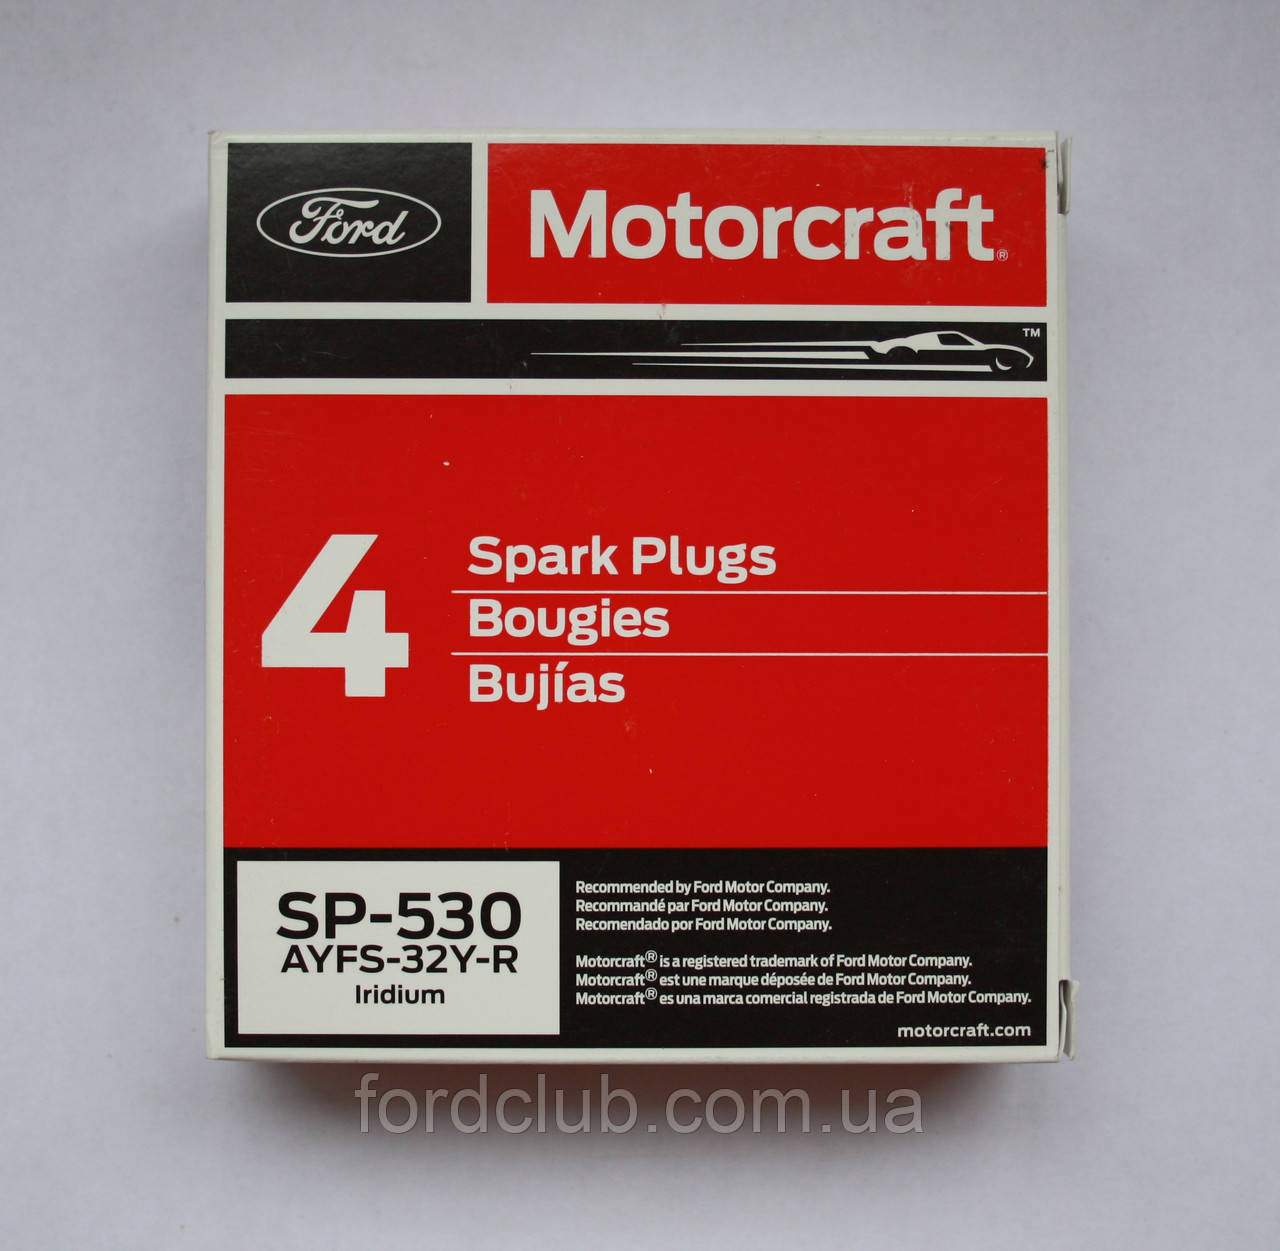 Ford
Motorcraft®
™
4
Spark Plugs
Bougies
Bujías
SP-530
AYFS-32Y-R
Iridium
Recommended by Ford Motor Company.
Recommandé par Ford Motor Company.
Recomendado por Ford Motor Company.
Motorcraft® is a registered trademark of Ford Motor Company.
Motorcraft® est une marque déposée de Ford Motor Company.
Motorcraft® es una marca comercial registrada de Ford Motor Company.
motorcraft.com
fordclub.com.ua